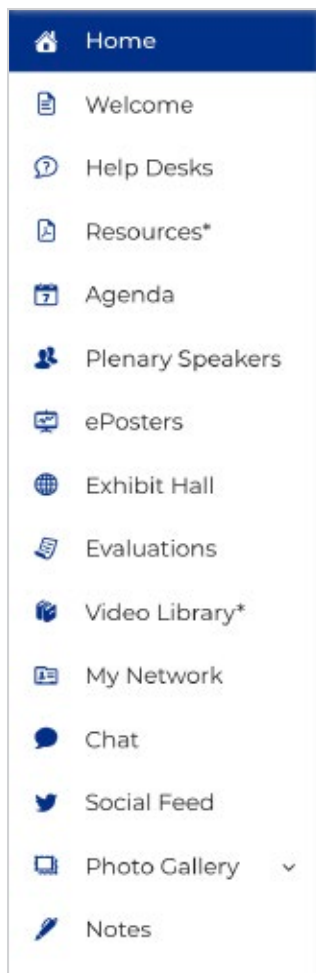 Home
Welcome
Help Desks
Resources*
Agenda
Plenary Speakers
ePosters
Exhibit Hall
Evaluations
Video Library*
My Network
Chat
Social Feed
Photo Gallery
Notes